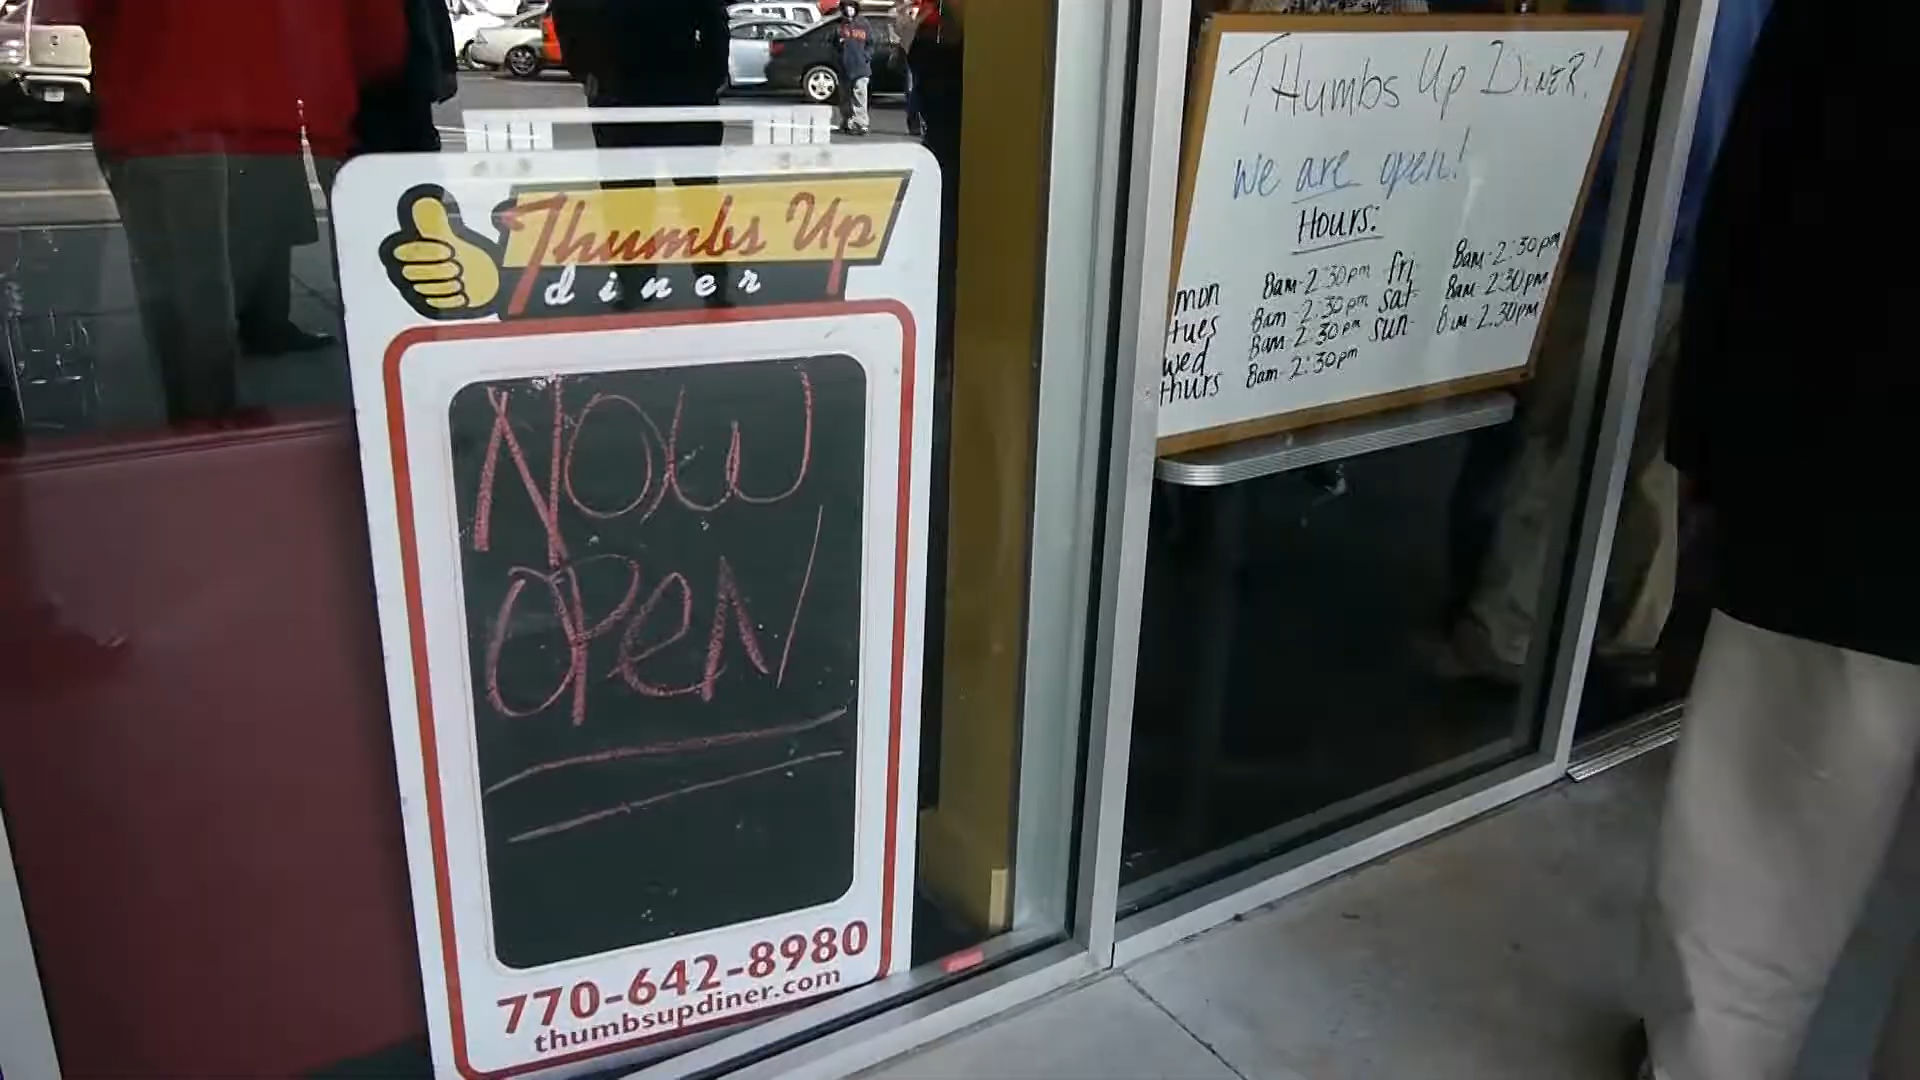 Thumbs Up
diner
NOW
OPEN
770-642-8980
thumbsupdiner.com
THumbs Up DiNER!
We are open!
Hours:
mon 8am-2:30pm fri 8am-2:30pm
tues 8am-2:30pm sat 8am-2:30pm
wed 8am-2:30pm sun 8am-2:30pm
thurs 8am-2:30pm